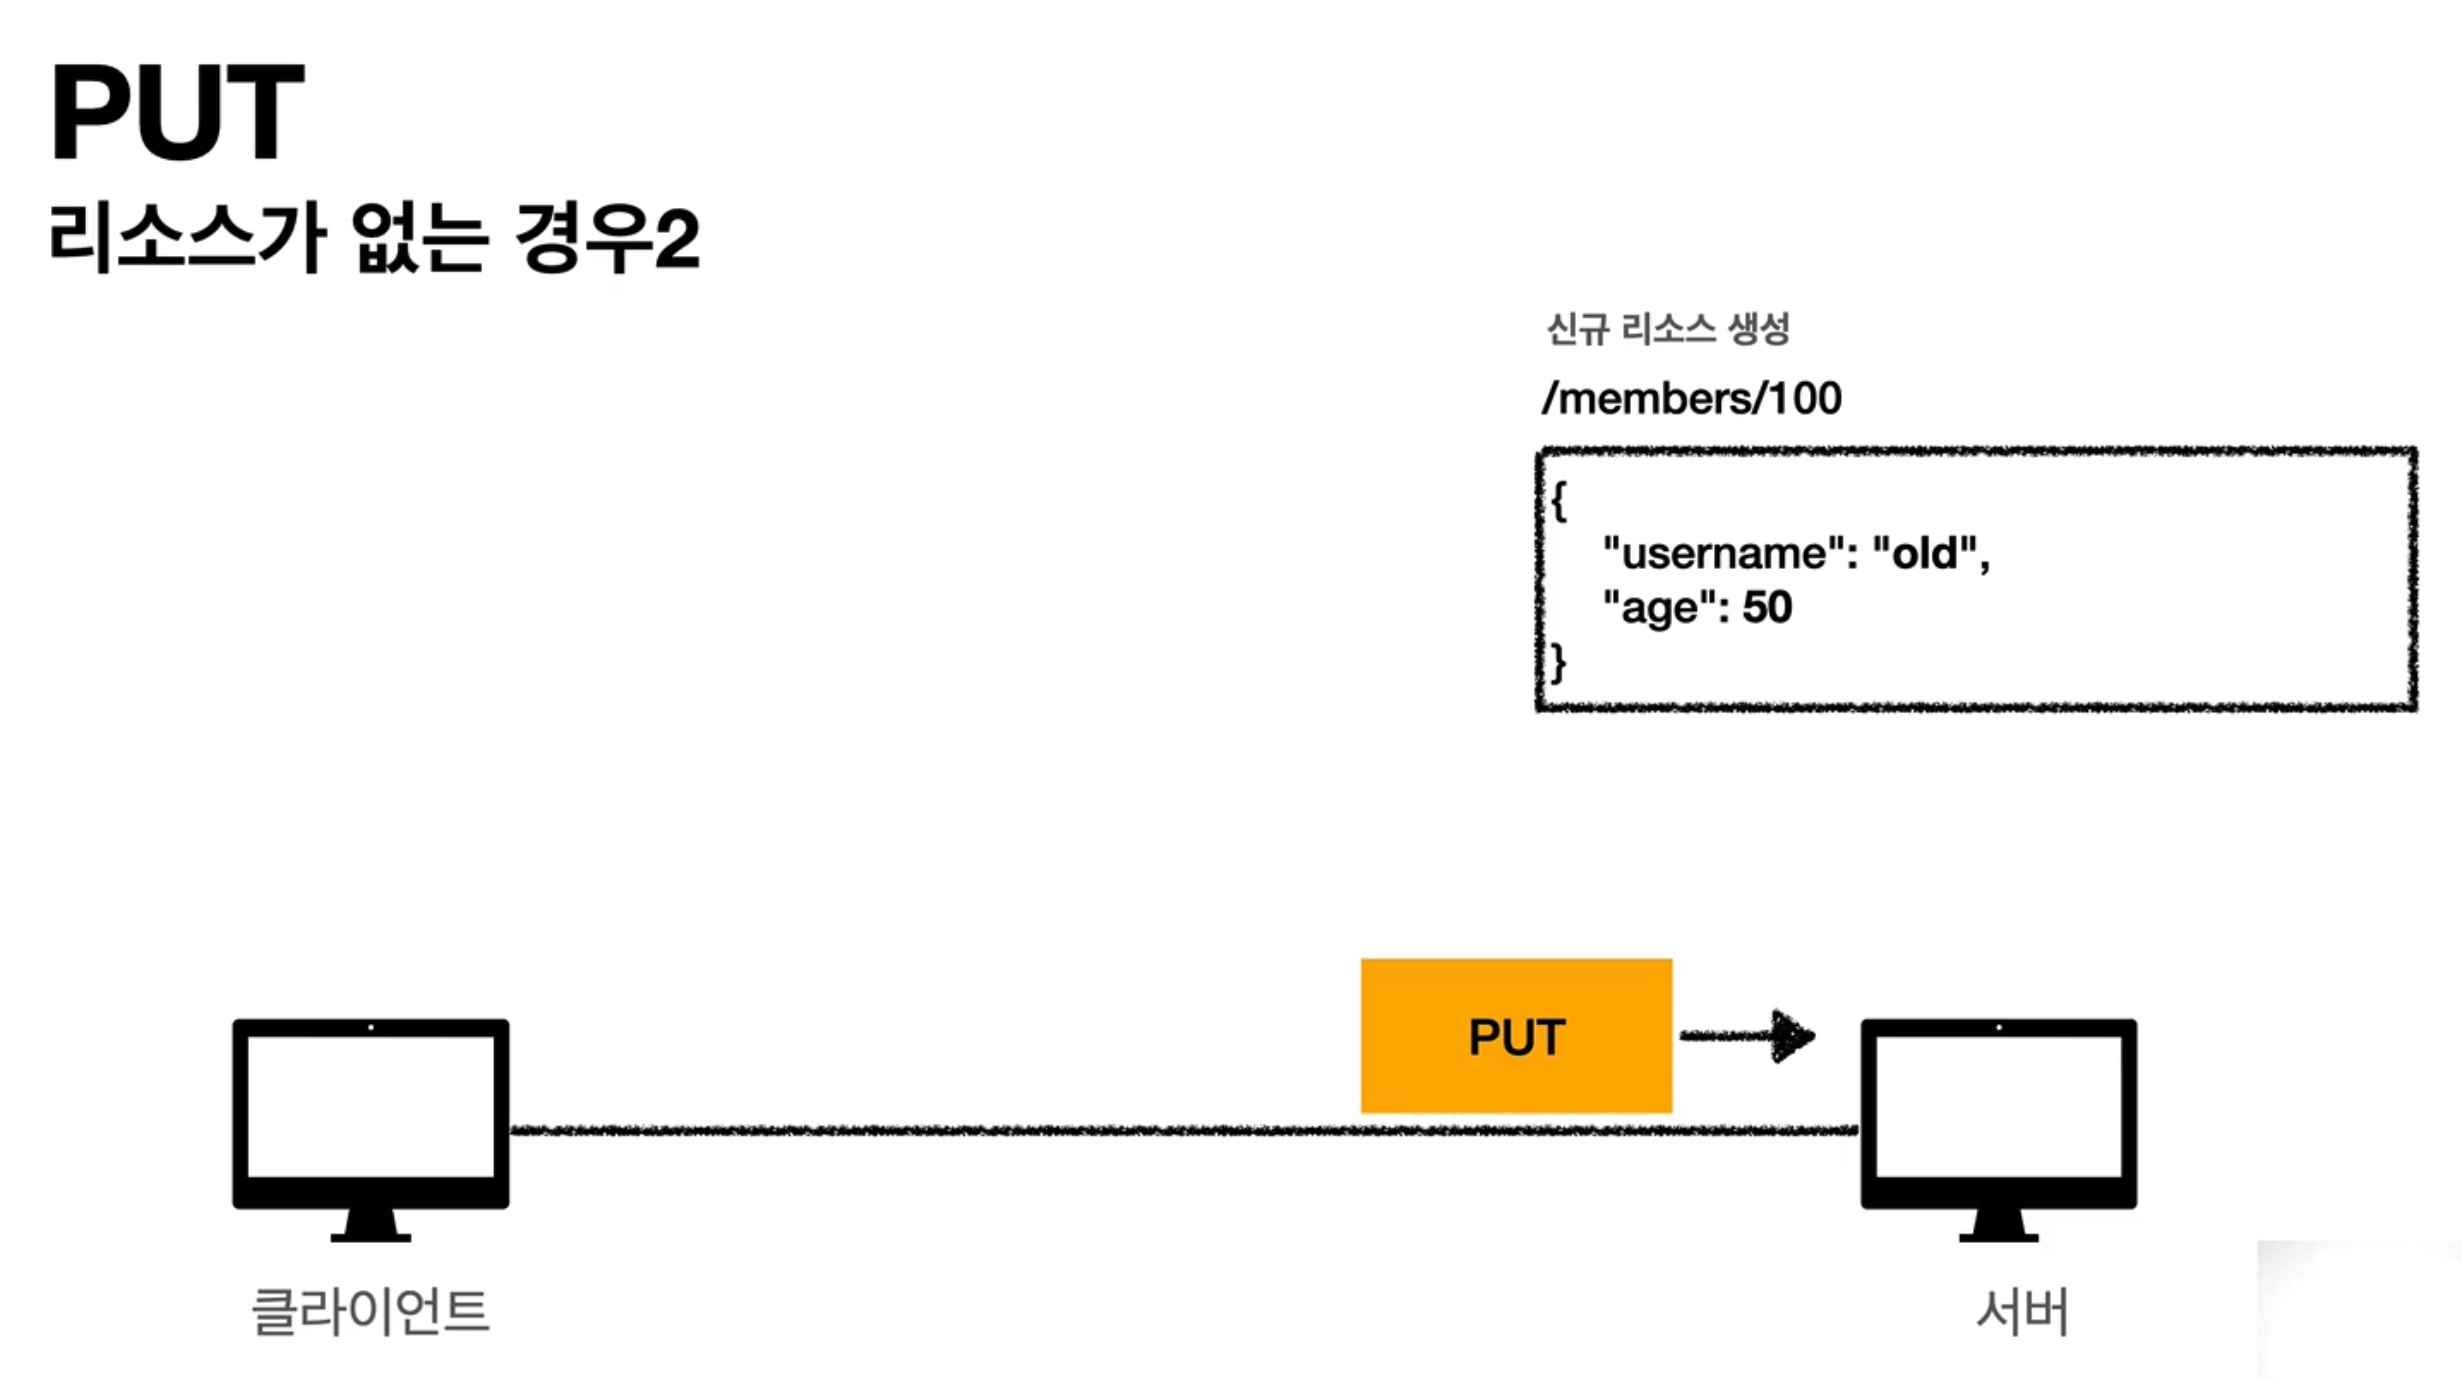 PUT
리소스가 없는 경우2
신규 리소스 생성
/members/100
{
"username": "old",
"age": 50
}
PUT
클라이언트
서버